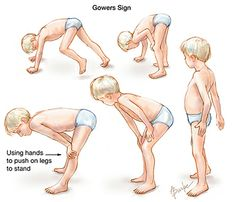 Gowers Sign
Using hands
to push on legs
to stand